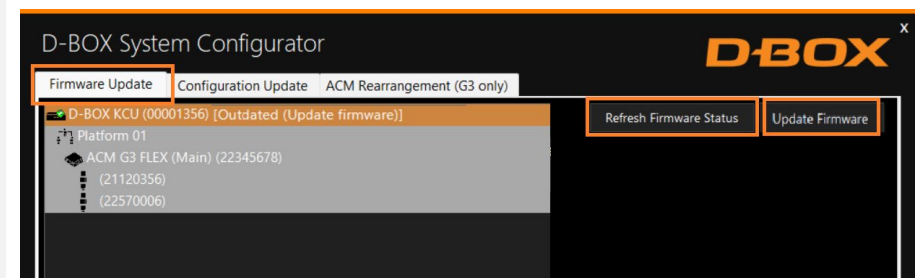 x
D-BOX System Configurator
D-BOX
Firmware Update Configuration Update ACM Rearrangement (G3 only)
D-BOX KCU (00001356) [Outdated (Update firmware)]
Refresh Firmware Status Update Firmware
Platform 01
ACM G3 FLEX (Main) (22345678)
(21120356)
(22570006)